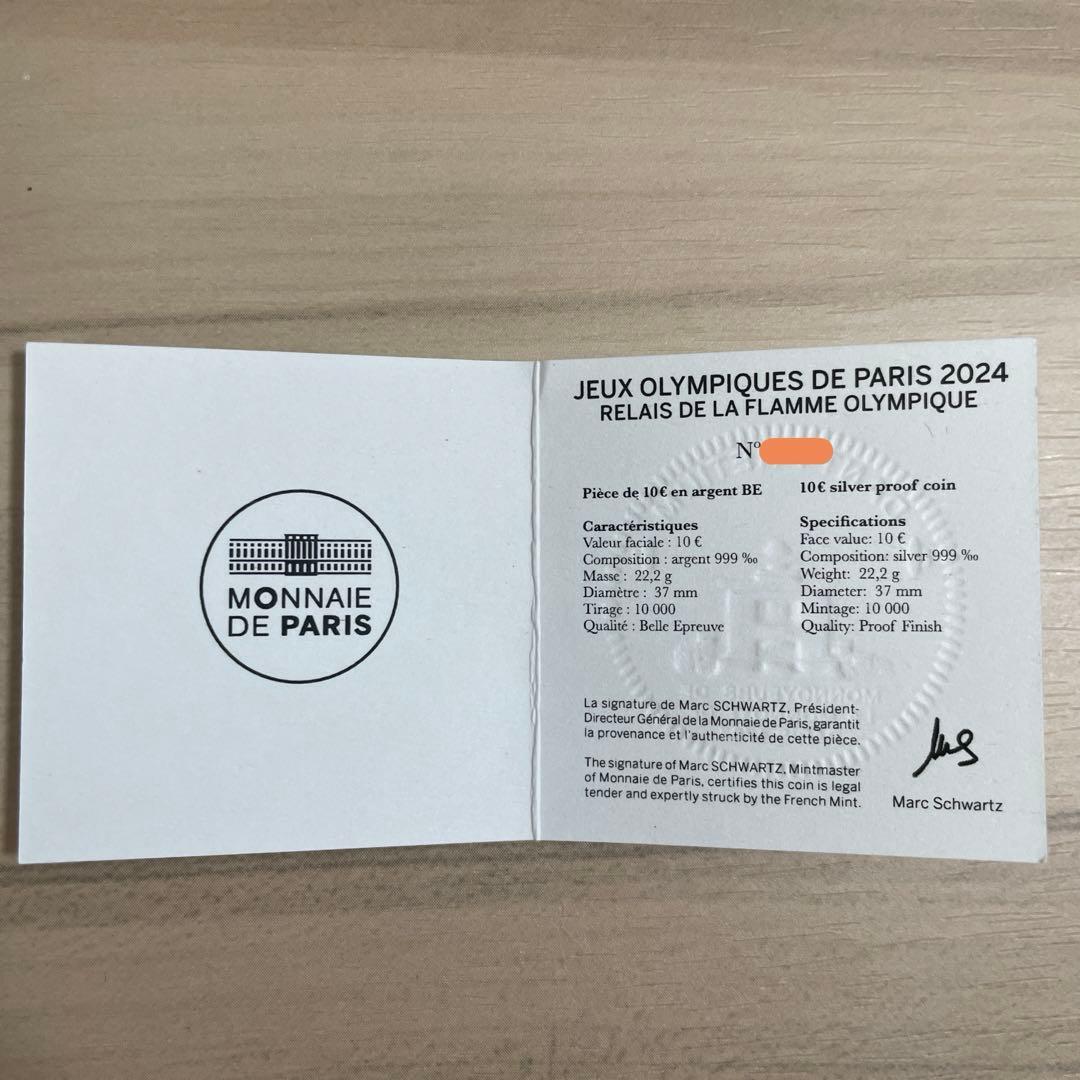 MONNAIE
DE PARIS
JEUX OLYMPIQUES DE PARIS 2024
RELAIS DE LA FLAMME OLYMPIQUE
Nº
Pièce de 10€ en argent BE
Caractéristiques
Valeur faciale : 10 €
Composition : argent 999 ‰
Masse : 22,2 g
Diamètre : 37 mm
Tirage : 10 000
Qualité : Belle Epreuve
10€ silver proof coin
Specifications
Face value: 10 €
Composition: silver 999 ‰
Weight: 22,2 g
Diameter: 37 mm
Mintage: 10 000
Quality: Proof Finish
La signature de Marc SCHWARTZ, Président-
Directeur Général de la Monnaie de Paris, garantit
la provenance et l'authenticité de cette pièce.
The signature of Marc SCHWARTZ, Mintmaster
of Monnaie de Paris, certifies this coin is legal
tender and expertly struck by the French Mint.
Marc Schwartz